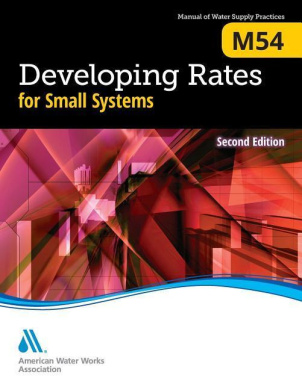 Manual of Water Supply Practices
M54
Developing Rates
for Small Systems
Second Edition
American Water Works
Association